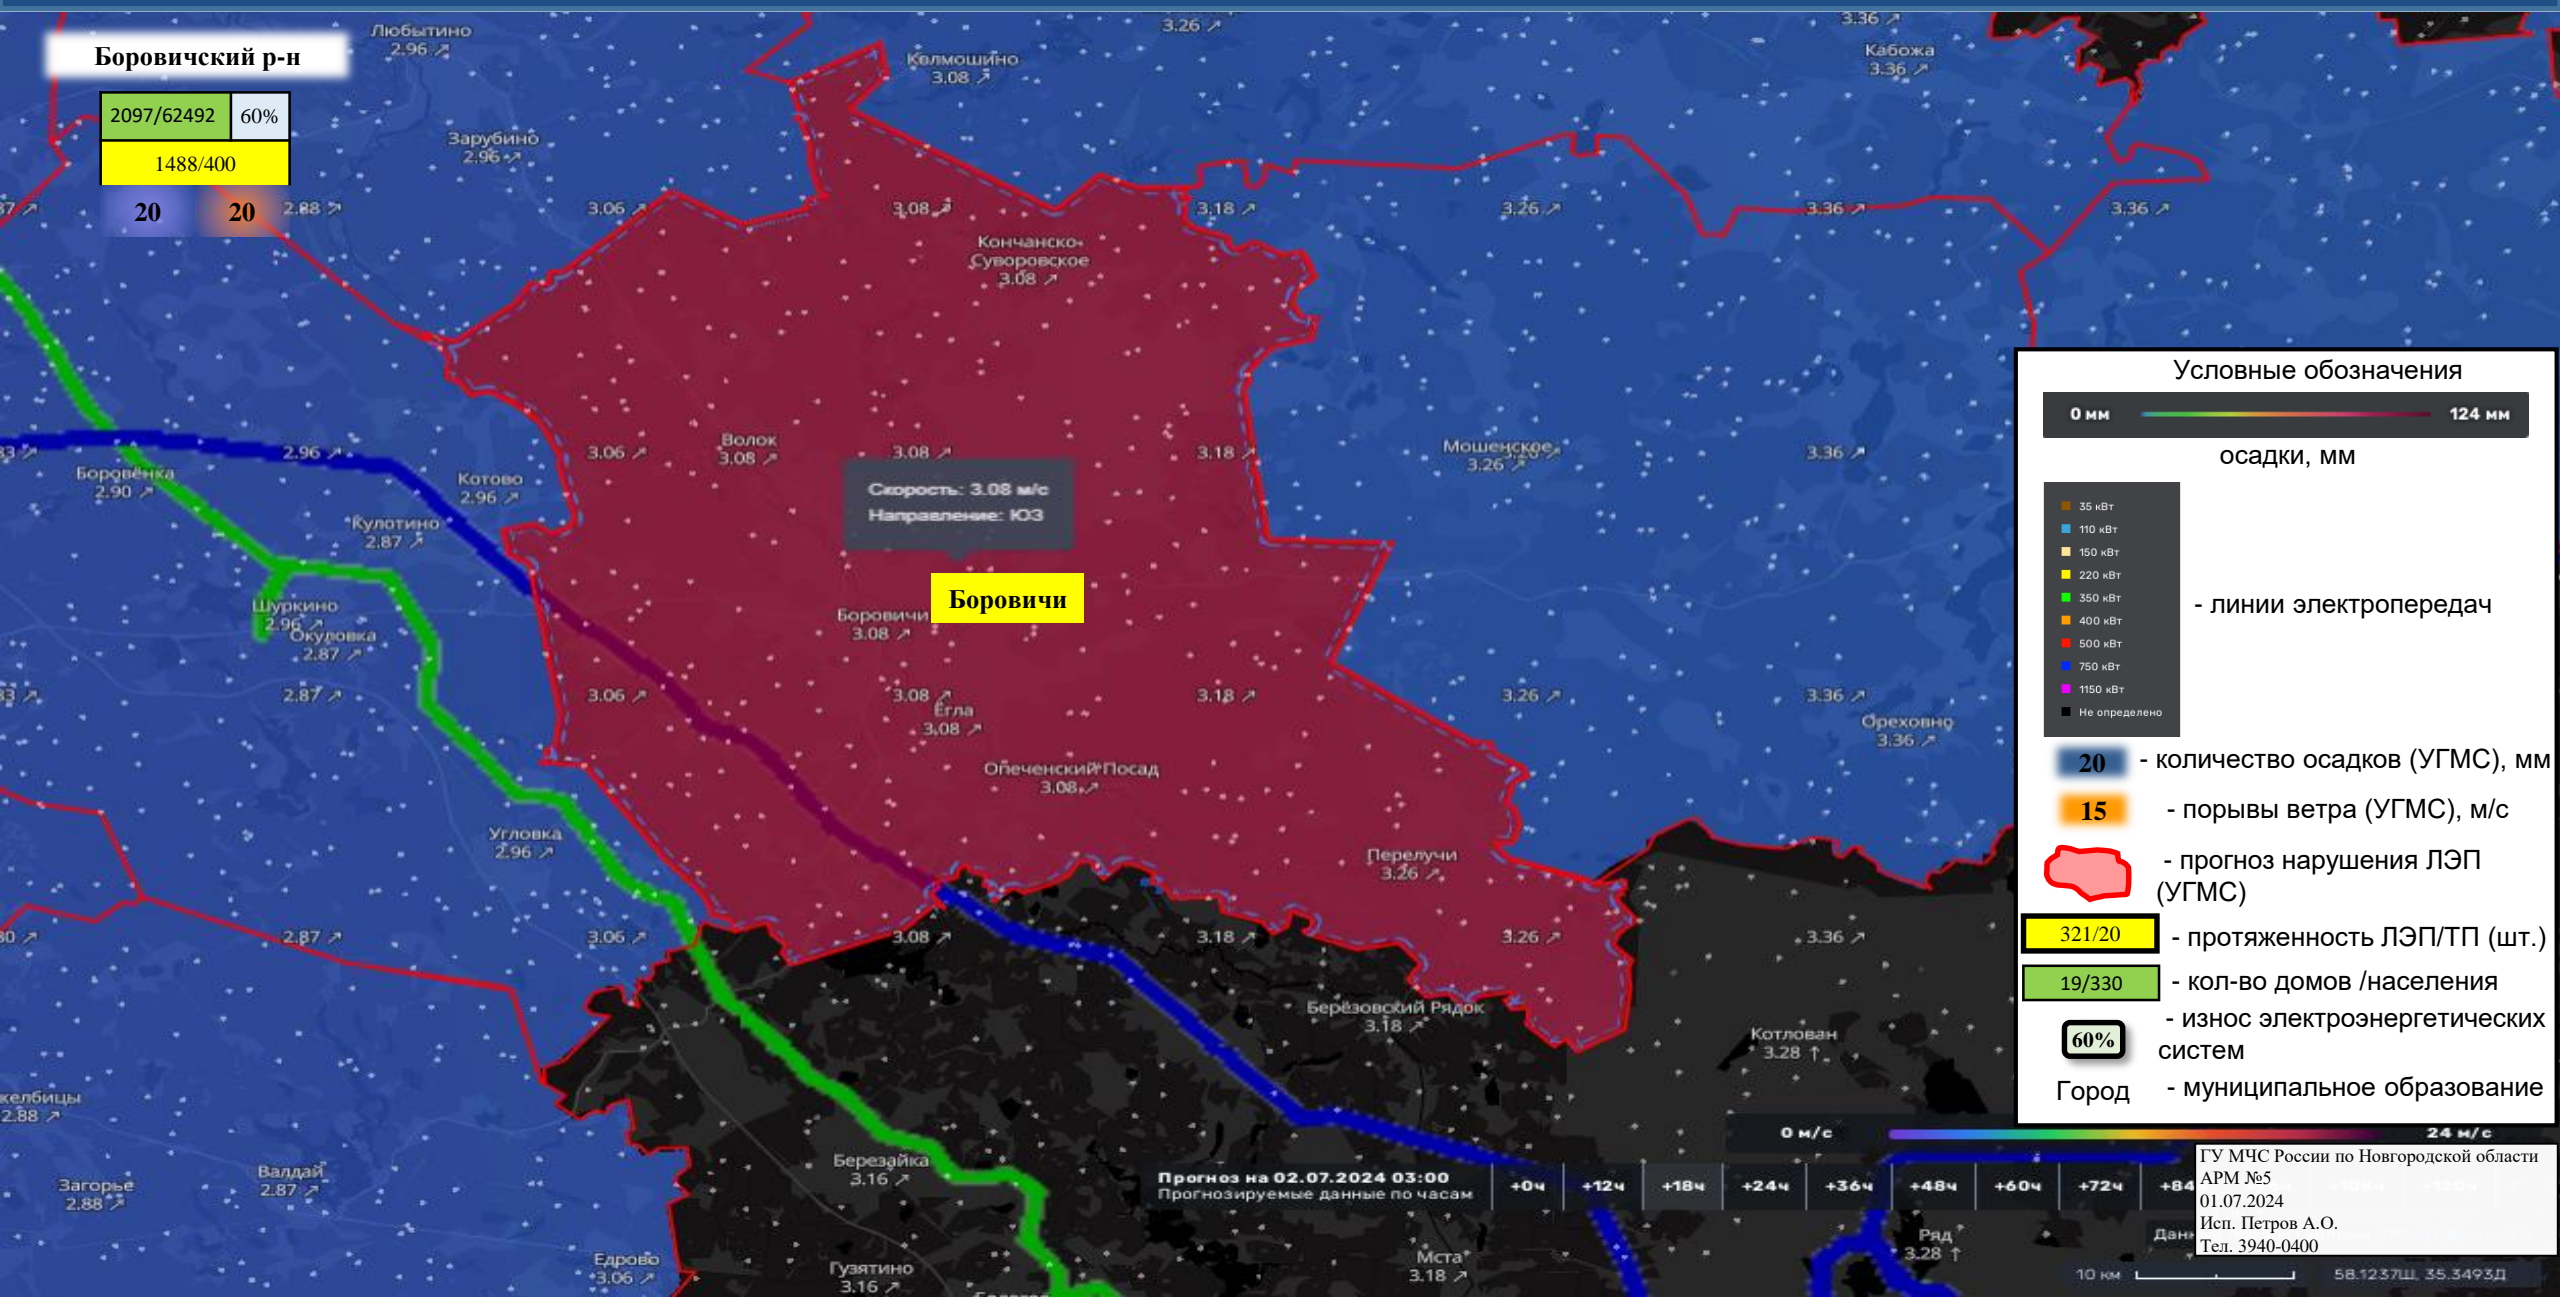 Боровичский р-н
2097/62492 60%
1488/400
20 20
Любытино
2.96
3.26
3.36
Колмошино
3.08
Кабожа
3.36
Зарубино
2.96
2.88
3.06
3.08
3.18
3.26
3.36
3.36
Кончанско-
Суворовское
3.08
2.96
Боровёнка
2.90
Котово
2.96
Кулотино
2.87
3.06
Волок
3.08
3.08
3.18
Мошенское
3.26
3.36
Скорость: 3.08 м/с
Направление: ЮЗ
Боровичи
Боровичи
3.08
Шуркино
2.96
Окуловка
2.87
2.87
3.06
3.08
Ёгла
3.08
3.18
3.26
3.36
Ореховно
3.36
Опеченский Посад
3.08
Угловка
2.96
Перелучи
3.26
2.87
3.06
3.08
3.18
3.26
3.36
Берёзовский Рядок
3.18
Котлован
3.28
2.88
Загорье
2.88
Валдай
2.87
Березайка
3.16
Едрово
3.06
Гузятино
3.16
Мста
3.18
Ряд
3.28
Условные обозначения
0 мм 124 мм
осадки, мм
35 кВт
110 кВт
150 кВт
220 кВт
350 кВт
400 кВт
500 кВт
750 кВт
1150 кВт
Не определено
- линии электропередач
20 - количество осадков (УГМС), мм
15 - порывы ветра (УГМС), м/с
- прогноз нарушения ЛЭП
(УГМС)
321/20 - протяженность ЛЭП/ТП (шт.)
19/330 - кол-во домов /населения
60% - износ электроэнергетических
систем
Город - муниципальное образование
0 м/с 24 м/с
Прогноз на 02.07.2024 03:00
Прогнозируемые данные по часам
+0ч +12ч +18ч +24ч +36ч +48ч +60ч +72ч +84
ГУ МЧС России по Новгородской области
АРМ №5
01.07.2024
Исп. Петров А.О.
Тел. 3940-0400
10 км
58.1237Ш, 35.3493Д